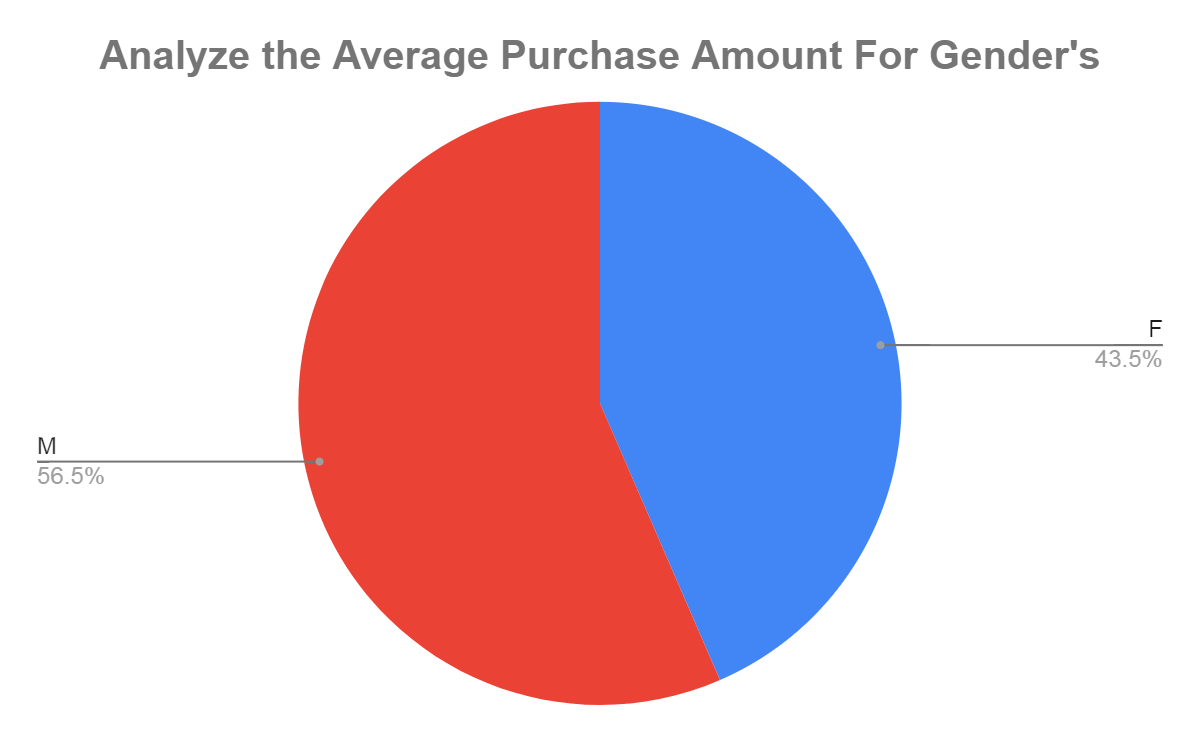 Analyze the Average Purchase Amount For Gender's
F
43.5%
M
56.5%